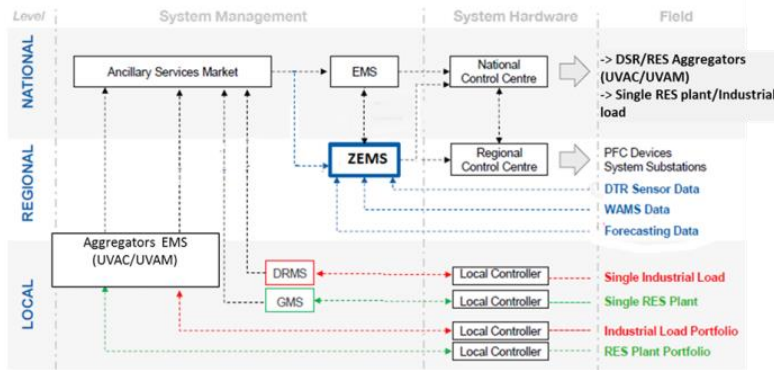 Level
System Management
System Hardware
Field
NATIONAL
Ancillary Services Market
EMS
National
Control Centre
-> DSR/RES Aggregators
(UVAC/UVAM)
-> Single RES plant/Industrial
load
REGIONAL
ZEMS
Regional
Control Centre
PFC Devices
System Substations
DTR Sensor Data
WAMS Data
Forecasting Data
LOCAL
Aggregators EMS
(UVAC/UVAM)
DRMS
Local Controller
Single Industrial Load
GMS
Local Controller
Single RES Plant
Local Controller
Industrial Load Portfolio
Local Controller
RES Plant Portfolio